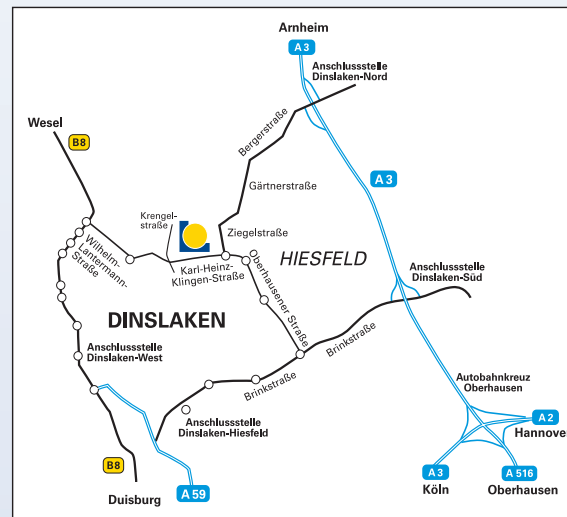 Arnheim
A 3
Anschlussstelle
Dinslaken-Nord
Wesel
B8
Bergerstraße
A 3
Gärtnerstraße
Krengel-
straße
Ziegelstraße
Wilhelm-
Lantermann-
Straße
Karl-Heinz-
Klingen-Straße
Oberhausener Straße
HIESFELD
Anschlussstelle
Dinslaken-Süd
DINSLAKEN
Brinkstraße
Anschlussstelle
Dinslaken-West
Brinkstraße
Autobahnkreuz
Oberhausen
Anschlussstelle
Dinslaken-Hiesfeld
A 2
Hannover
B8
Duisburg
A 59
A 3
Köln
A 516
Oberhausen